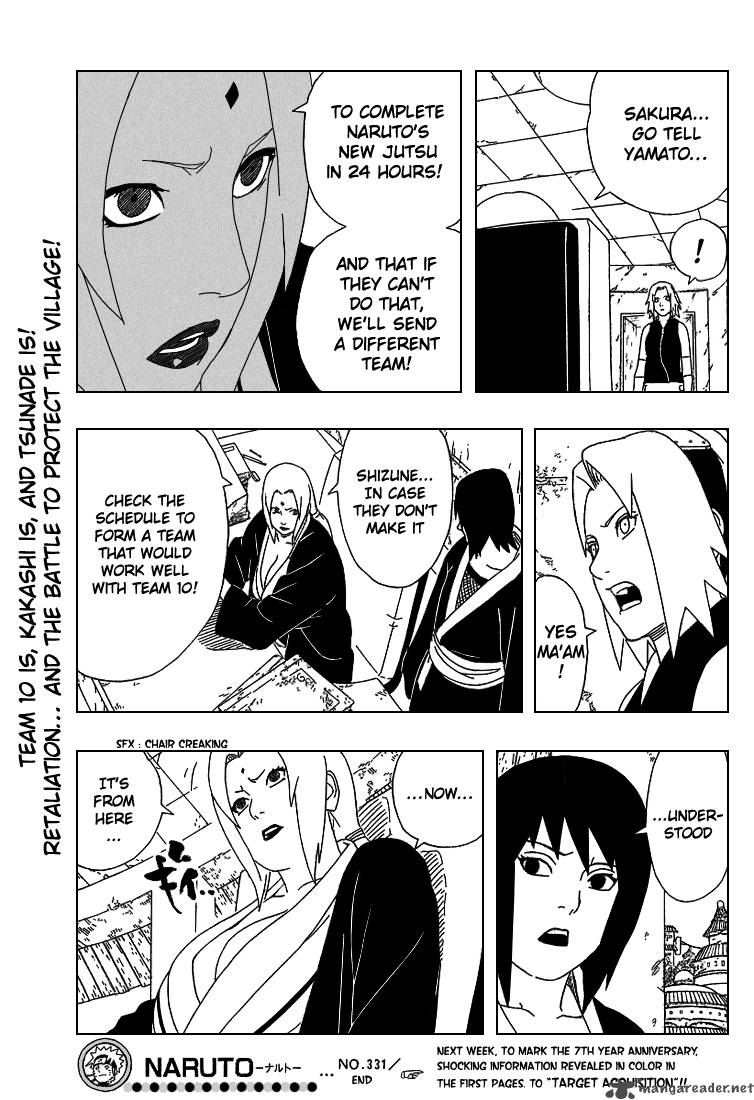 SAKURA...
GO TELL
YAMATO...
!
TO COMPLETE
NARUTO'S
NEW JUTSU
IN 24 HOURS!
AND THAT IF
THEY CAN'T
DO THAT,
WE'LL SEND
A DIFFERENT
TEAM!
YES
MA'AM!
SHIZUNE...
IN CASE
THEY DON'T
MAKE IT
CHECK THE
SCHEDULE TO
FORM A TEAM
THAT WOULD
WORK WELL
WITH TEAM 10!
...UNDER-
STOOD
SFX : CHAIR CREAKING
...NOW...
IT'S
FROM
HERE
...
ギィ..
TEAM 10 IS, KAKASHI IS, AND TSUNADE IS!
RETALIATION... AND THE BATTLE TO PROTECT THE VILLAGE!
NARUTO -ナルト- ... NO.331/
END
NEXT WEEK, TO MARK THE 7TH YEAR ANNIVERSARY,
SHOCKING INFORMATION REVEALED IN COLOR IN
THE FIRST PAGES. TO "TARGET ACQUISITION"!!
mangareader.net